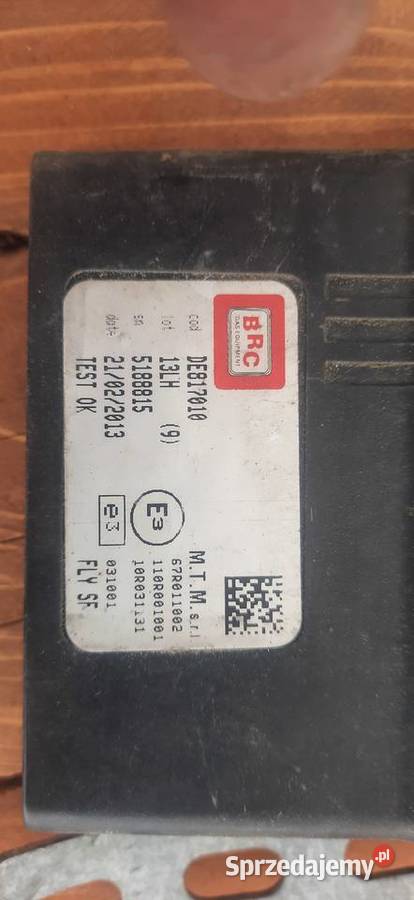 BRC
GAS EQUIPMENT
cod DE817010
lot 13LH (9)
sn 5188815
date 21/02/2013
TEST OK
M.T.M. s.r.l
67R011002
110R001001
10R031131
E3
e3
031001
FLY SF
Sprzedajemy.pl